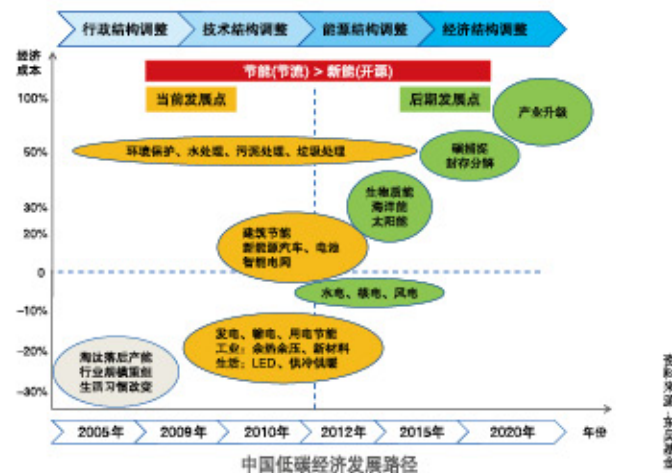 行政结构调整
技术结构调整
能源结构调整
经济结构调整
经济
成本
节能(节流) > 新能(开源)
当前发展点
后期发展点
产业升级
100%
环境保护、水处理、污泥处理、垃圾处理
碳捕捉
封存分解
50%
生物质能
海洋能
太阳能
30%
建筑节能
新能源汽车、电池
智能电网
20%
0
水电、核电、风电
-10%
发电、输电、用电节能
工业：余热余压、新材料
生活：LED、供冷供暖
-20%
淘汰落后产能
行业规模重组
生活习惯改变
-30%
2005年
2009年
2010年
2012年
2015年
2020年
年份
中国低碳经济发展路径